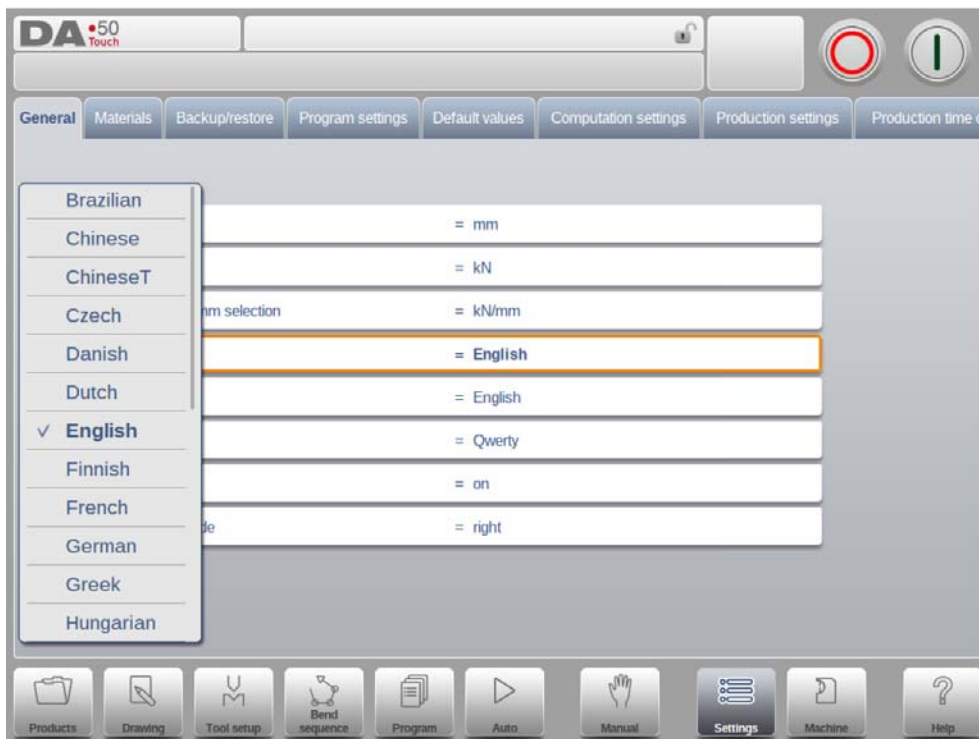 DA•50
Touch
General Materials Backup/restore Program settings Default values Computation settings Production settings Production time
Brazilian
Chinese
ChineseT
Czech
Danish
Dutch
✓ English
Finnish
French
German
Greek
Hungarian
= mm
= kN
selection = kN/mm
= English
= English
= Qwerty
= on
= right
Products Drawing Tool setup Bend sequence Program Auto Manual Settings Machine Help